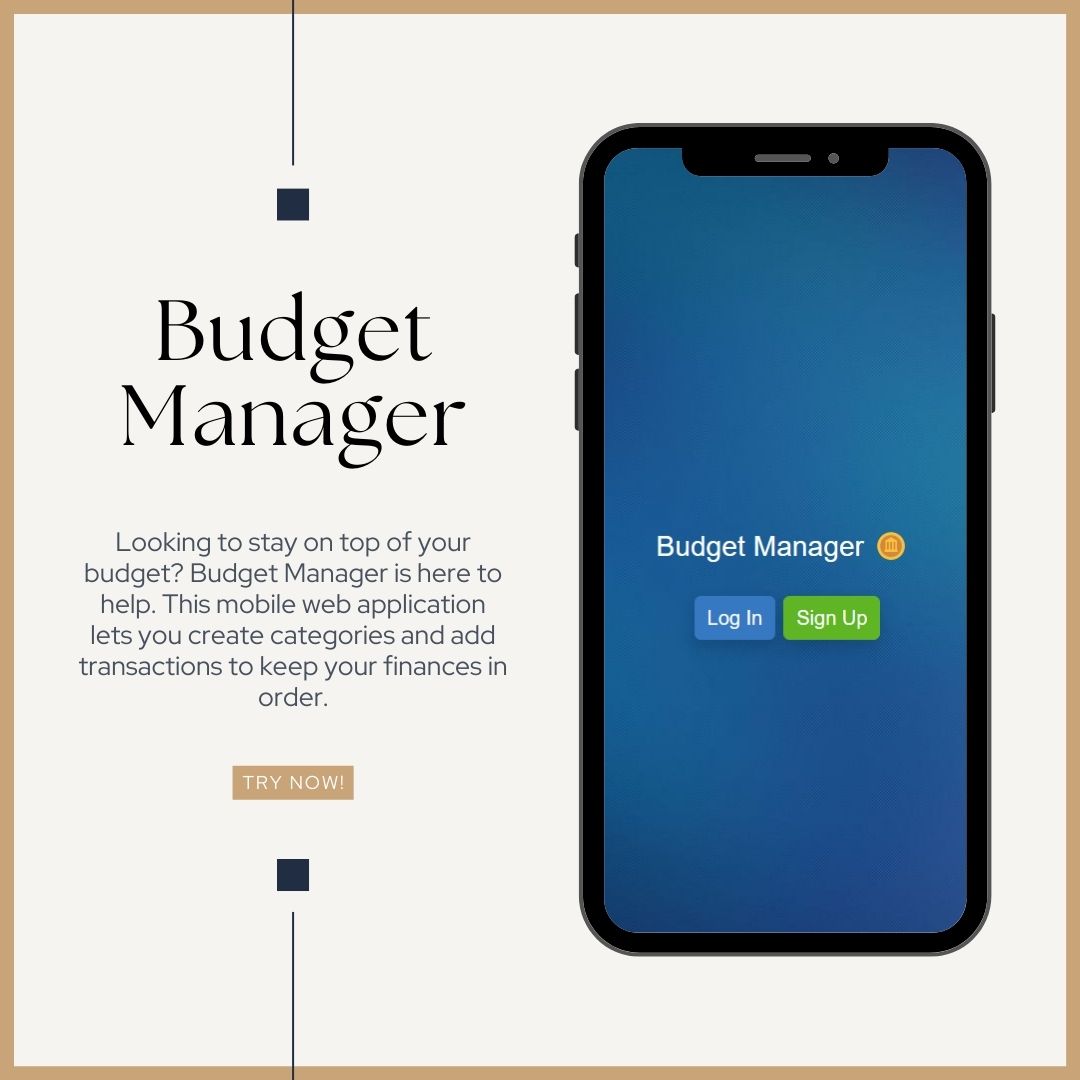 Budget
Manager
Looking to stay on top of your
budget? Budget Manager is here to
help. This mobile web application
lets you create categories and add
transactions to keep your finances in
order.
TRY NOW!
Budget Manager
Log In
Sign Up